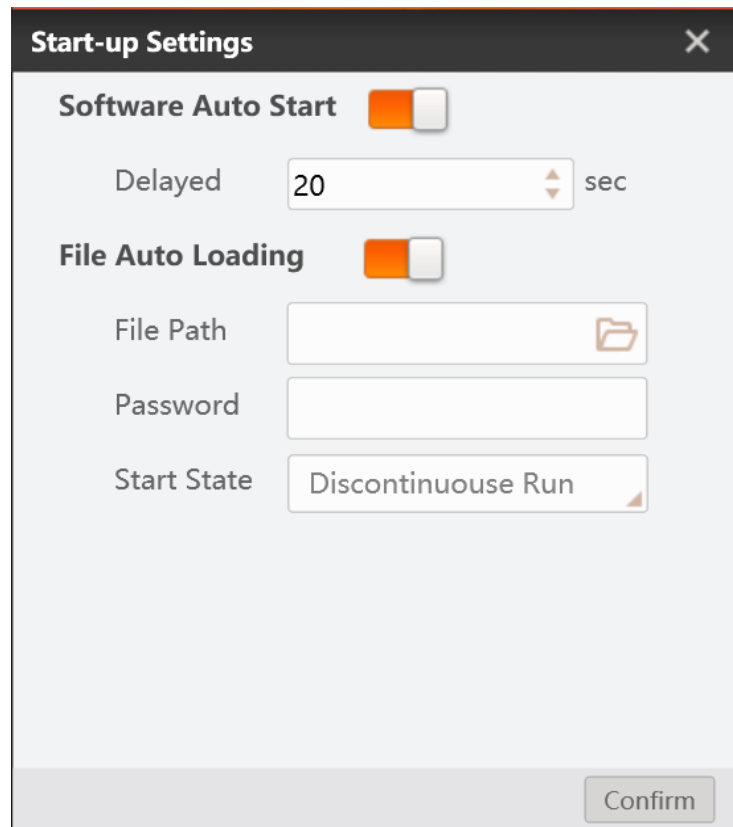 Start-up Settings
Software Auto Start
Delayed 20 sec
File Auto Loading
File Path
Password
Start State Discontinuouse Run
Confirm